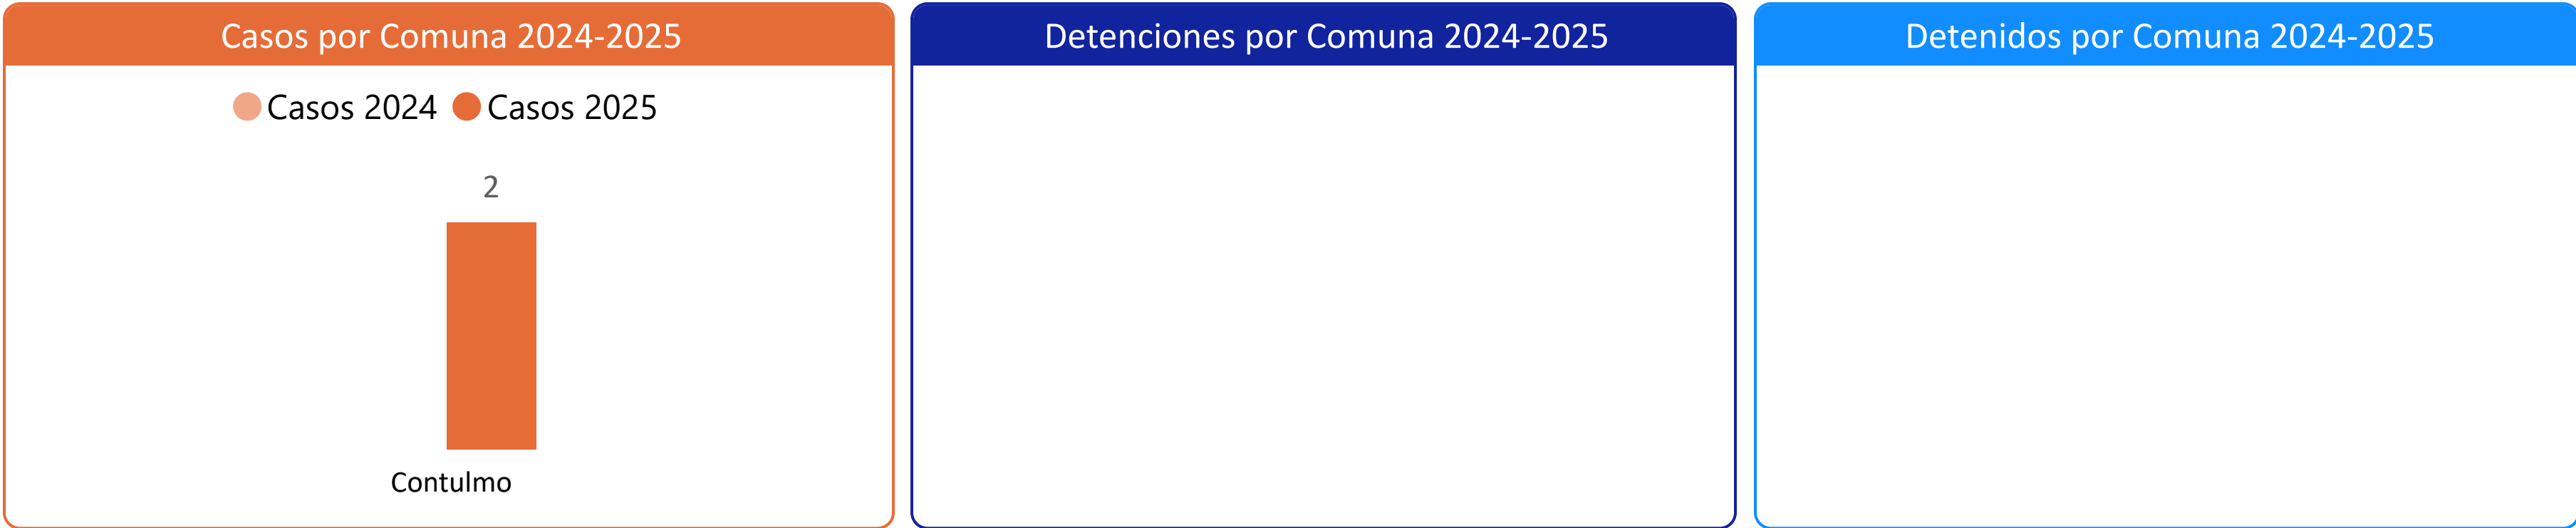 Casos por Comuna 2024-2025
Casos 2024 Casos 2025
2
Contulmo
Detenciones por Comuna 2024-2025
Detenidos por Comuna 2024-2025